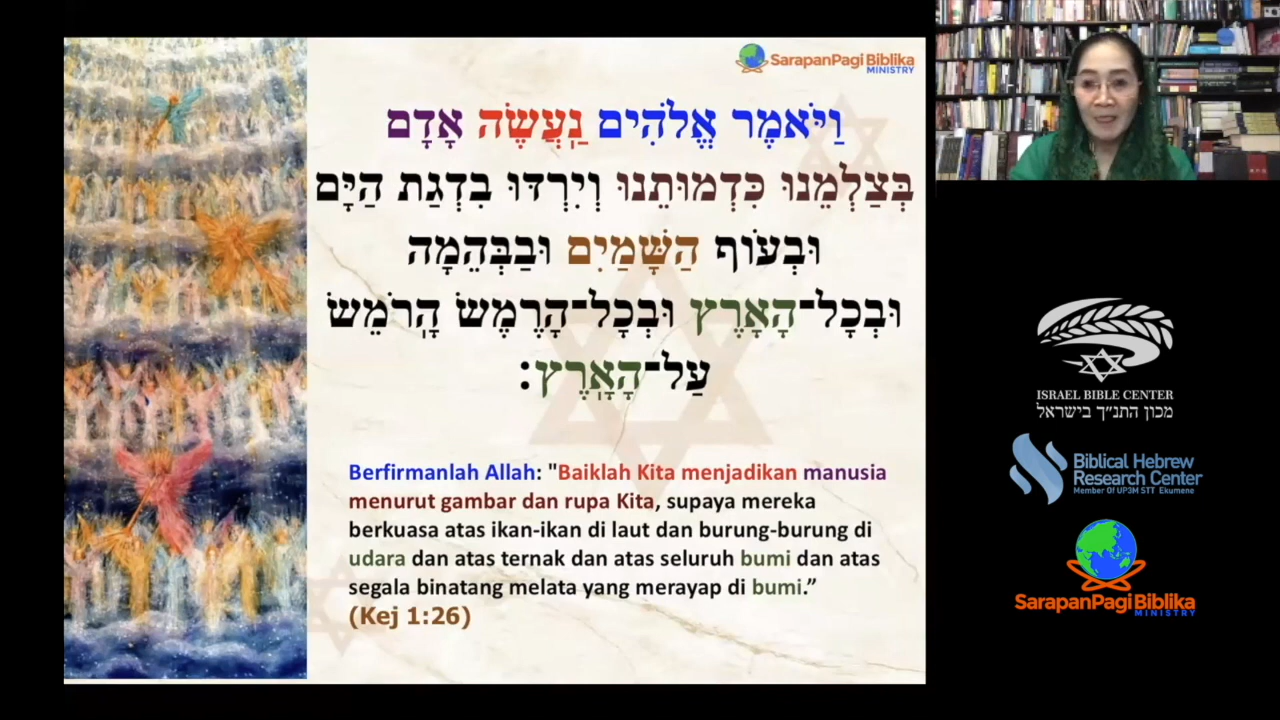 SarapanPagi Biblika
MINISTRY
וַיֹּאמֶר אֱלֹהִים נַעֲשֶׂה אָדָם
בְּצַלְמֵנוּ כִּדְמוּתֵנוּ וְיִרְדּוּ בִדְגַת הַיָּם
וּבְעוֹף הַשָּׁמַיִם וּבַבְּהֵמָה
וּבְכָל־הָאָרֶץ וּבְכָל־הָרֶמֶשׂ הָרֹמֵשׂ
עַל־הָאָרֶץ׃
Berfirmanlah Allah: "Baiklah Kita menjadikan manusia
menurut gambar dan rupa Kita, supaya mereka
berkuasa atas ikan-ikan di laut dan burung-burung di
udara dan atas ternak dan atas seluruh bumi dan atas
segala binatang melata yang merayap di bumi.”
(Kej 1:26)
ISRAEL BIBLE CENTER
מכון התנ״ך בישראל
Biblical Hebrew
Research Center
Member Of UP3M STT Ekumene
SarapanPagi Biblika
MINISTRY